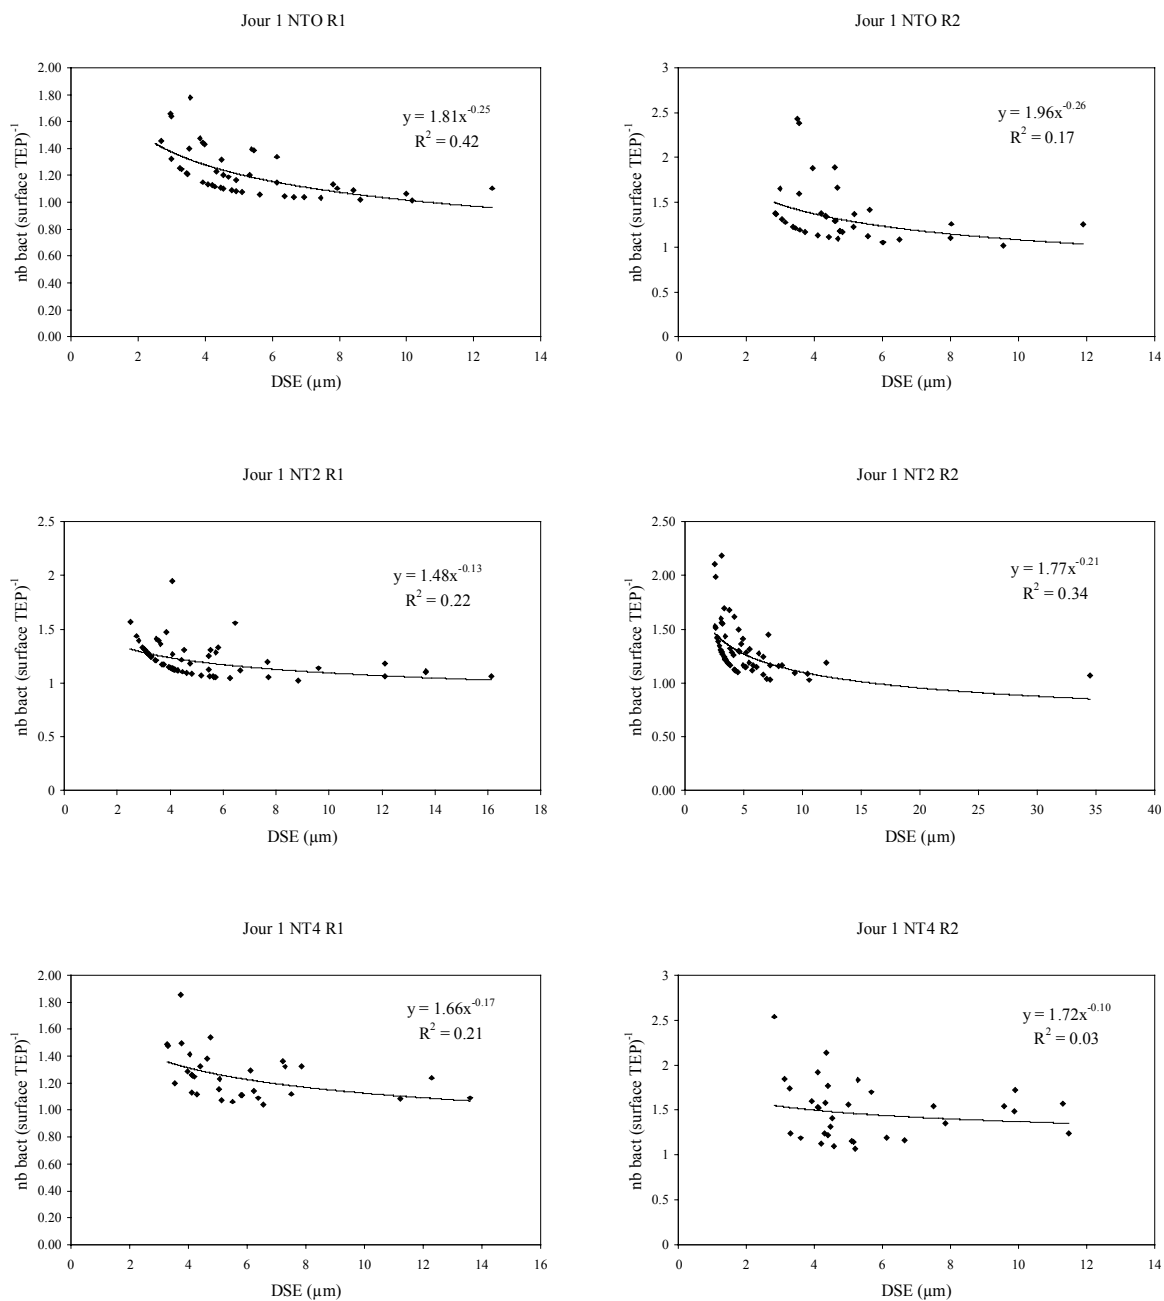 Jour 1 NTO R1
nb bact (surface TEP)⁻¹
2.00
1.80
1.60
1.40
1.20
1.00
0.80
0.60
0.40
0.20
0.00
y = 1.81x^-0.25
R² = 0.42
0 2 4 6 8 10 12 14
DSE (µm)
Jour 1 NTO R2
nb bact (surface TEP)⁻¹
3
2.5
2
1.5
1
0.5
0
y = 1.96x^-0.26
R² = 0.17
0 2 4 6 8 10 12 14
DSE (µm)
Jour 1 NT2 R1
nb bact (surface TEP)⁻¹
2.5
2
1.5
1
0.5
0
y = 1.48x^-0.13
R² = 0.22
0 2 4 6 8 10 12 14 16 18
DSE (µm)
Jour 1 NT2 R2
nb bact (surface TEP)⁻¹
2.50
2.00
1.50
1.00
0.50
0.00
y = 1.77x^-0.21
R² = 0.34
0 5 10 15 20 25 30 35 40
DSE (µm)
Jour 1 NT4 R1
nb bact (surface TEP)⁻¹
2.00
1.80
1.60
1.40
1.20
1.00
0.80
0.60
0.40
0.20
0.00
y = 1.66x^-0.17
R² = 0.21
0 2 4 6 8 10 12 14 16
DSE (µm)
Jour 1 NT4 R2
nb bact (surface TEP)⁻¹
3
2.5
2
1.5
1
0.5
0
y = 1.72x^-0.10
R² = 0.03
0 2 4 6 8 10 12 14
DSE (µm)